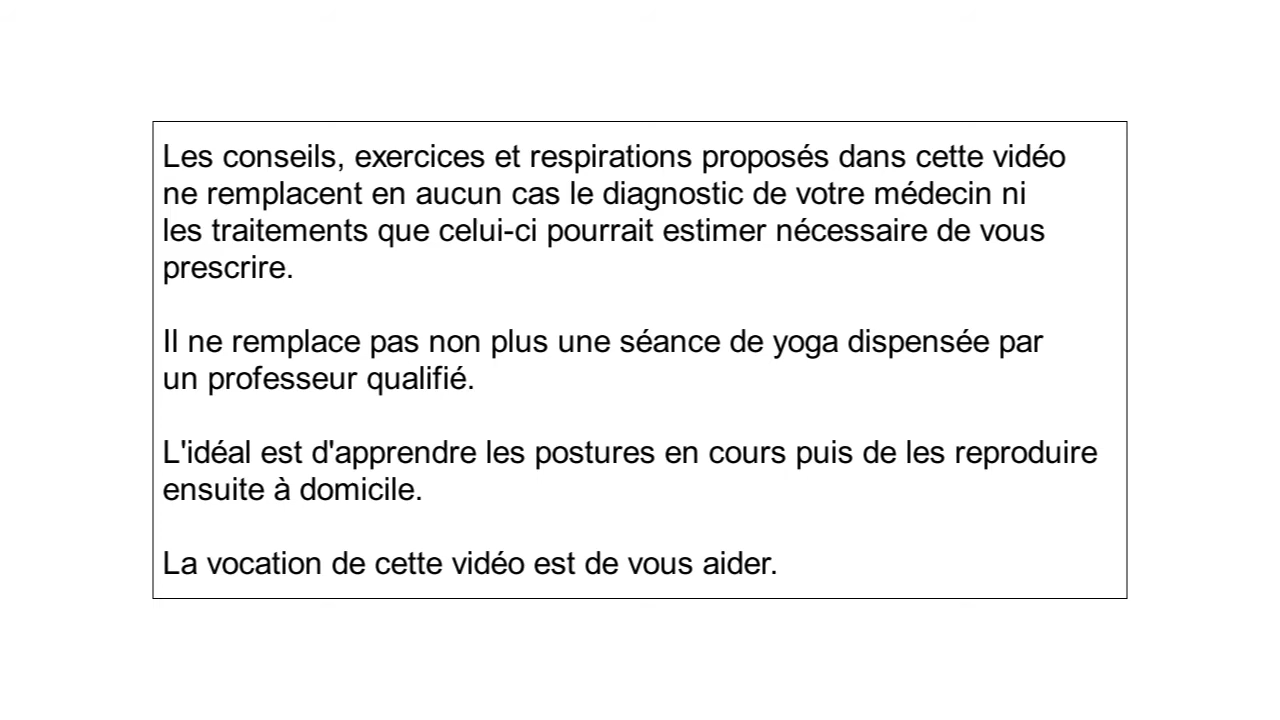 Les conseils, exercices et respirations proposés dans cette vidéo
ne remplacent en aucun cas le diagnostic de votre médecin ni
les traitements que celui-ci pourrait estimer nécessaire de vous
prescrire.
Il ne remplace pas non plus une séance de yoga dispensée par
un professeur qualifié.
L'idéal est d'apprendre les postures en cours puis de les reproduire
ensuite à domicile.
La vocation de cette vidéo est de vous aider.